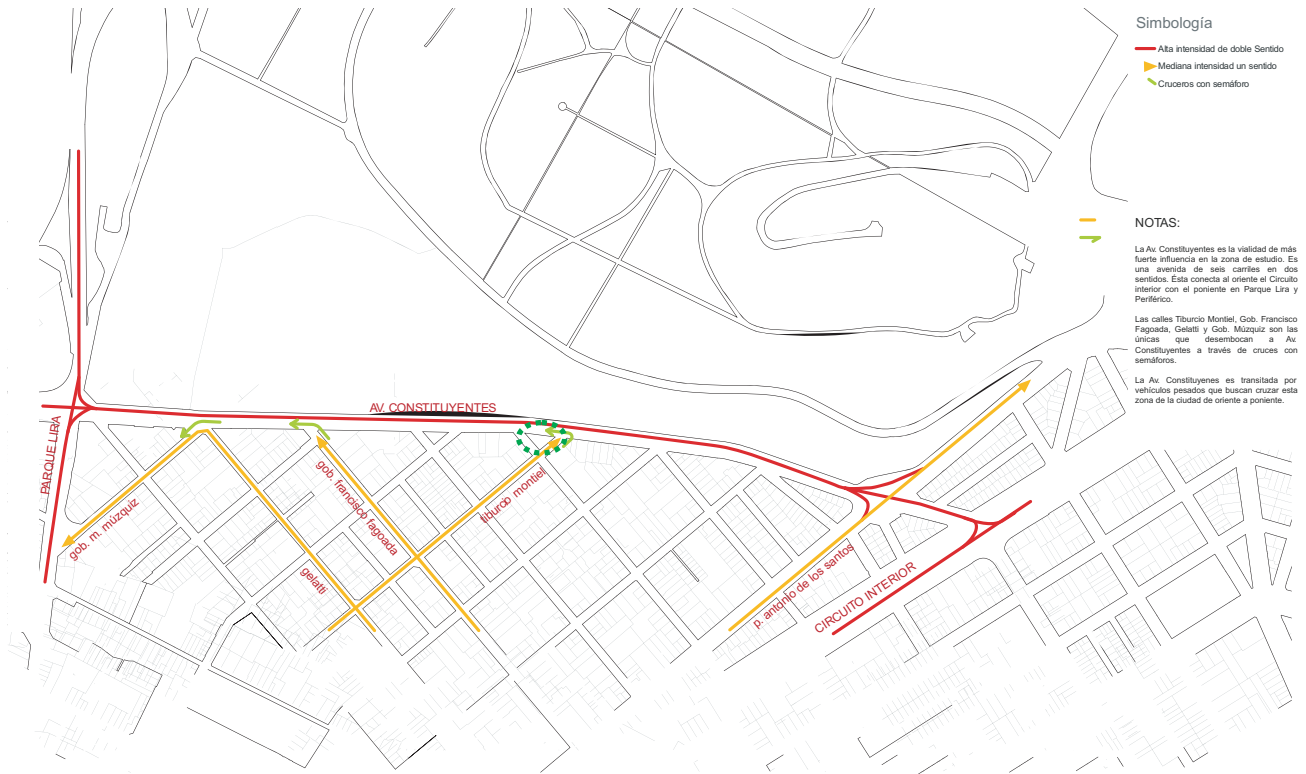 Simbología
Alta intensidad de doble Sentido
Mediana intensidad un sentido
Cruceros con semáforo
NOTAS:
La Av. Constituyentes es la vialidad de más
fuerte influencia en la zona de estudio. Es
una avenida de seis carriles en dos
sentidos. Ésta conecta al oriente el Circuito
interior con el poniente en Parque Lira y
Periférico.
Las calles Tiburcio Montiel, Gob. Francisco
Fagoada, Gelatti y Gob. Múzquiz son las
únicas que desembocan a Av.
Constituyentes a través de cruces con
semáforos.
La Av. Constituyenes es transitada por
vehículos pesados que buscan cruzar esta
zona de la ciudad de oriente a poniente.
AV. CONSTITUYENTES
PARQUE LIRA
gob. m. múzquiz
gob. francisco fagoada
gelatti
tiburcio montiel
p. antonio de los santos
CIRCUITO INTERIOR